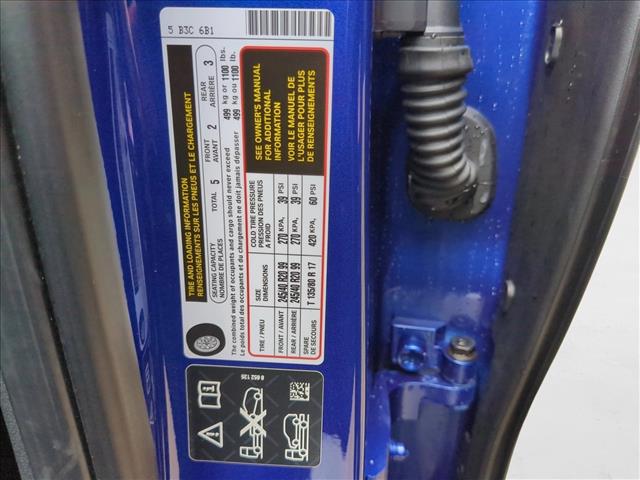 5 B3C 6B1
TIRE AND LOADING INFORMATION
RENSEIGNEMENTS SUR LES PNEUS ET LE CHARGEMENT
SEATING CAPACITY
NOMBRE DE PLACES
TOTAL 5
FRONT
AVANT 2
REAR
ARRIÈRE 3
The combined weight of occupants and cargo should never exceed 499 kg or 1100 lbs.
Le poids total des occupants et du chargement ne doit jamais dépasser 499 kg ou 1100 lb.
TIRE / PNEU
SIZE
DIMENSIONS
COLD TIRE PRESSURE
PRESSION DES PNEUS
A FROID
FRONT / AVANT 245/40 R20 99 270 KPA, 39 PSI
REAR / ARRIÈRE 245/40 R20 99 270 KPA, 39 PSI
SPARE
DE SECOURS T 135/80 R 17 420 KPA, 60 PSI
SEE OWNER'S MANUAL
FOR ADDITIONAL
INFORMATION
VOIR LE MANUEL DE
L'USAGER POUR PLUS
DE RENSEIGNEMENTS
8 652 126